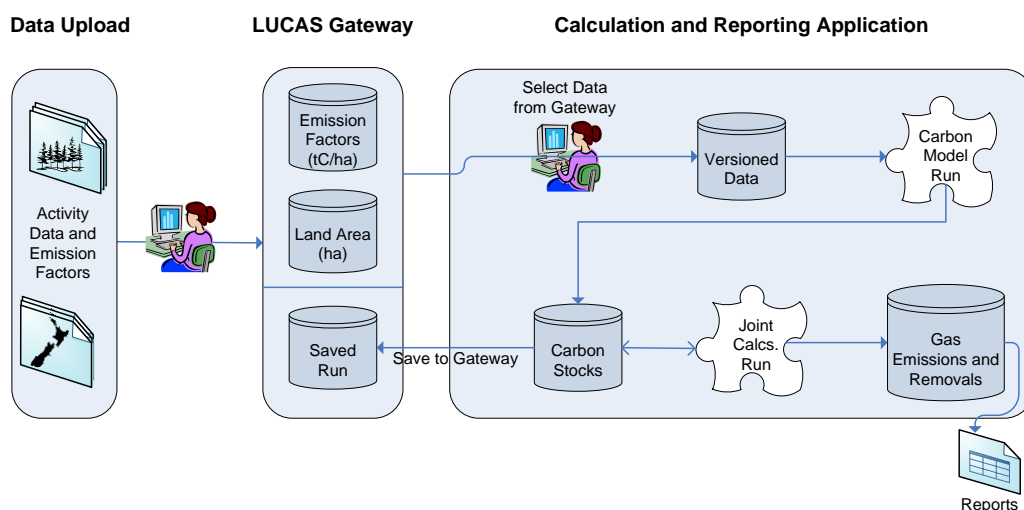 Data Upload
LUCAS Gateway
Calculation and Reporting Application
Activity
Data and
Emission
Factors
Emission
Factors
(tC/ha)
Land Area
(ha)
Saved
Run
Select Data
from Gateway
Versioned
Data
Carbon
Model
Run
Save to Gateway
Carbon
Stocks
Joint
Calcs.
Run
Gas
Emissions and
Removals
Reports